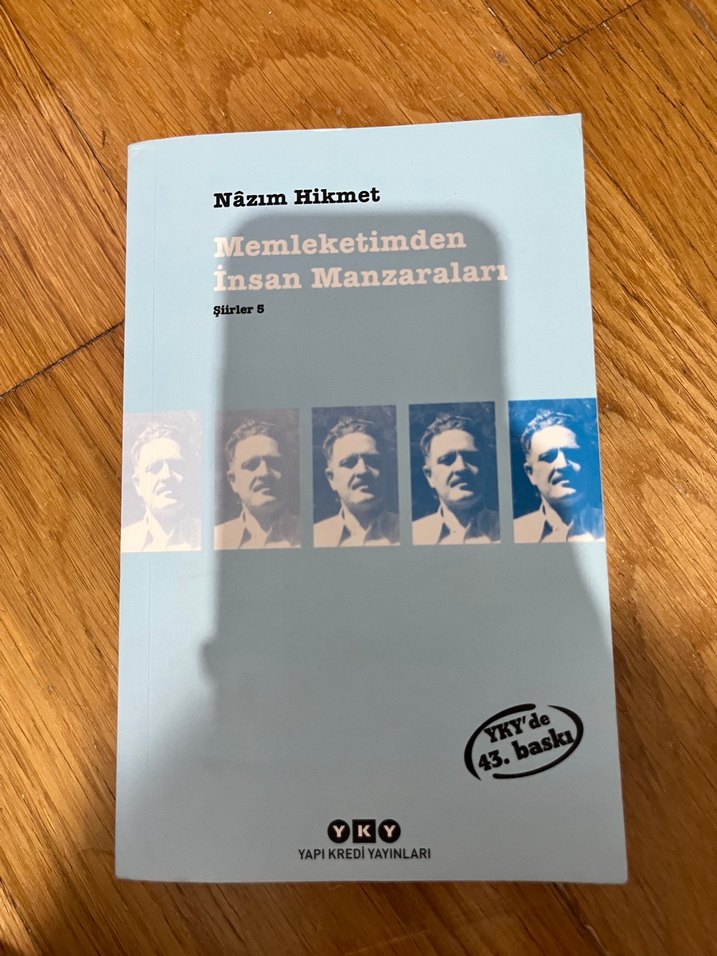 Nâzım Hikmet
Memleketimden
İnsan Manzaraları
Şiirler 5
YKY'de
43. baskı
YKY
YAPI KREDİ YAYINLARI